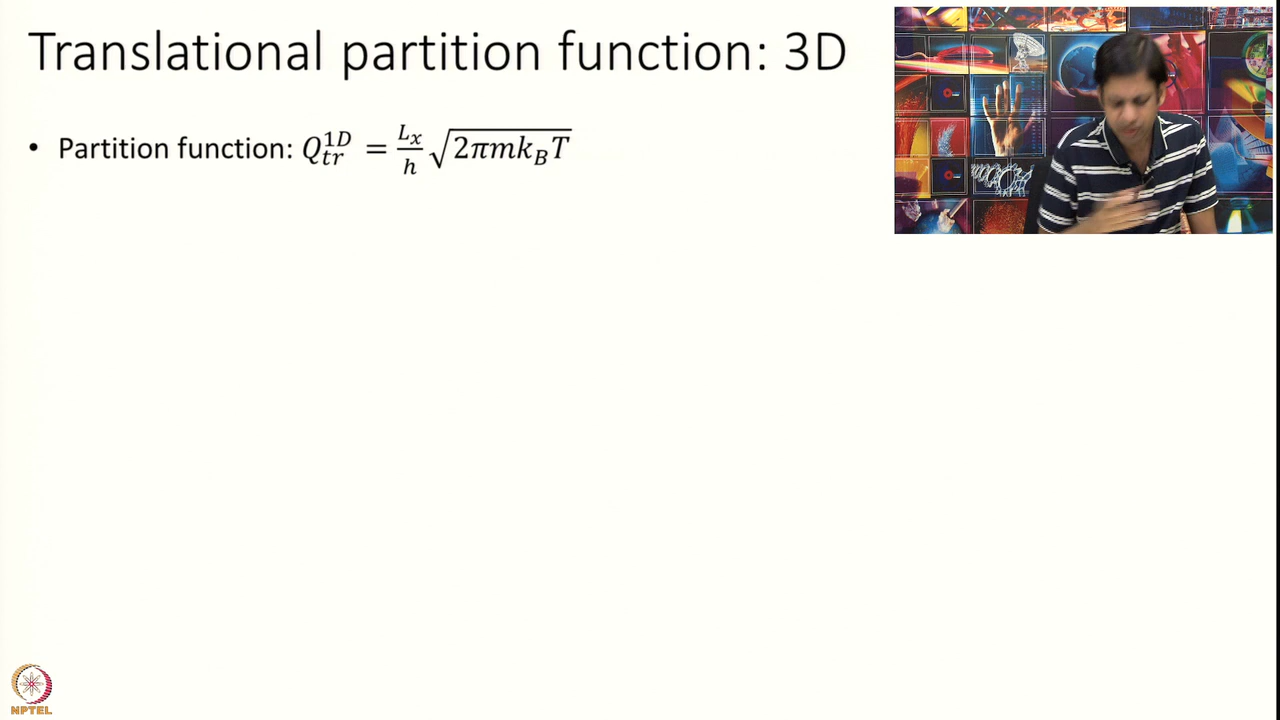 Translational partition function: 3D
• Partition function: $Q_{tr}^{1D} = \frac{L_x}{h} \sqrt{2\pi m k_B T}$
NPTEL